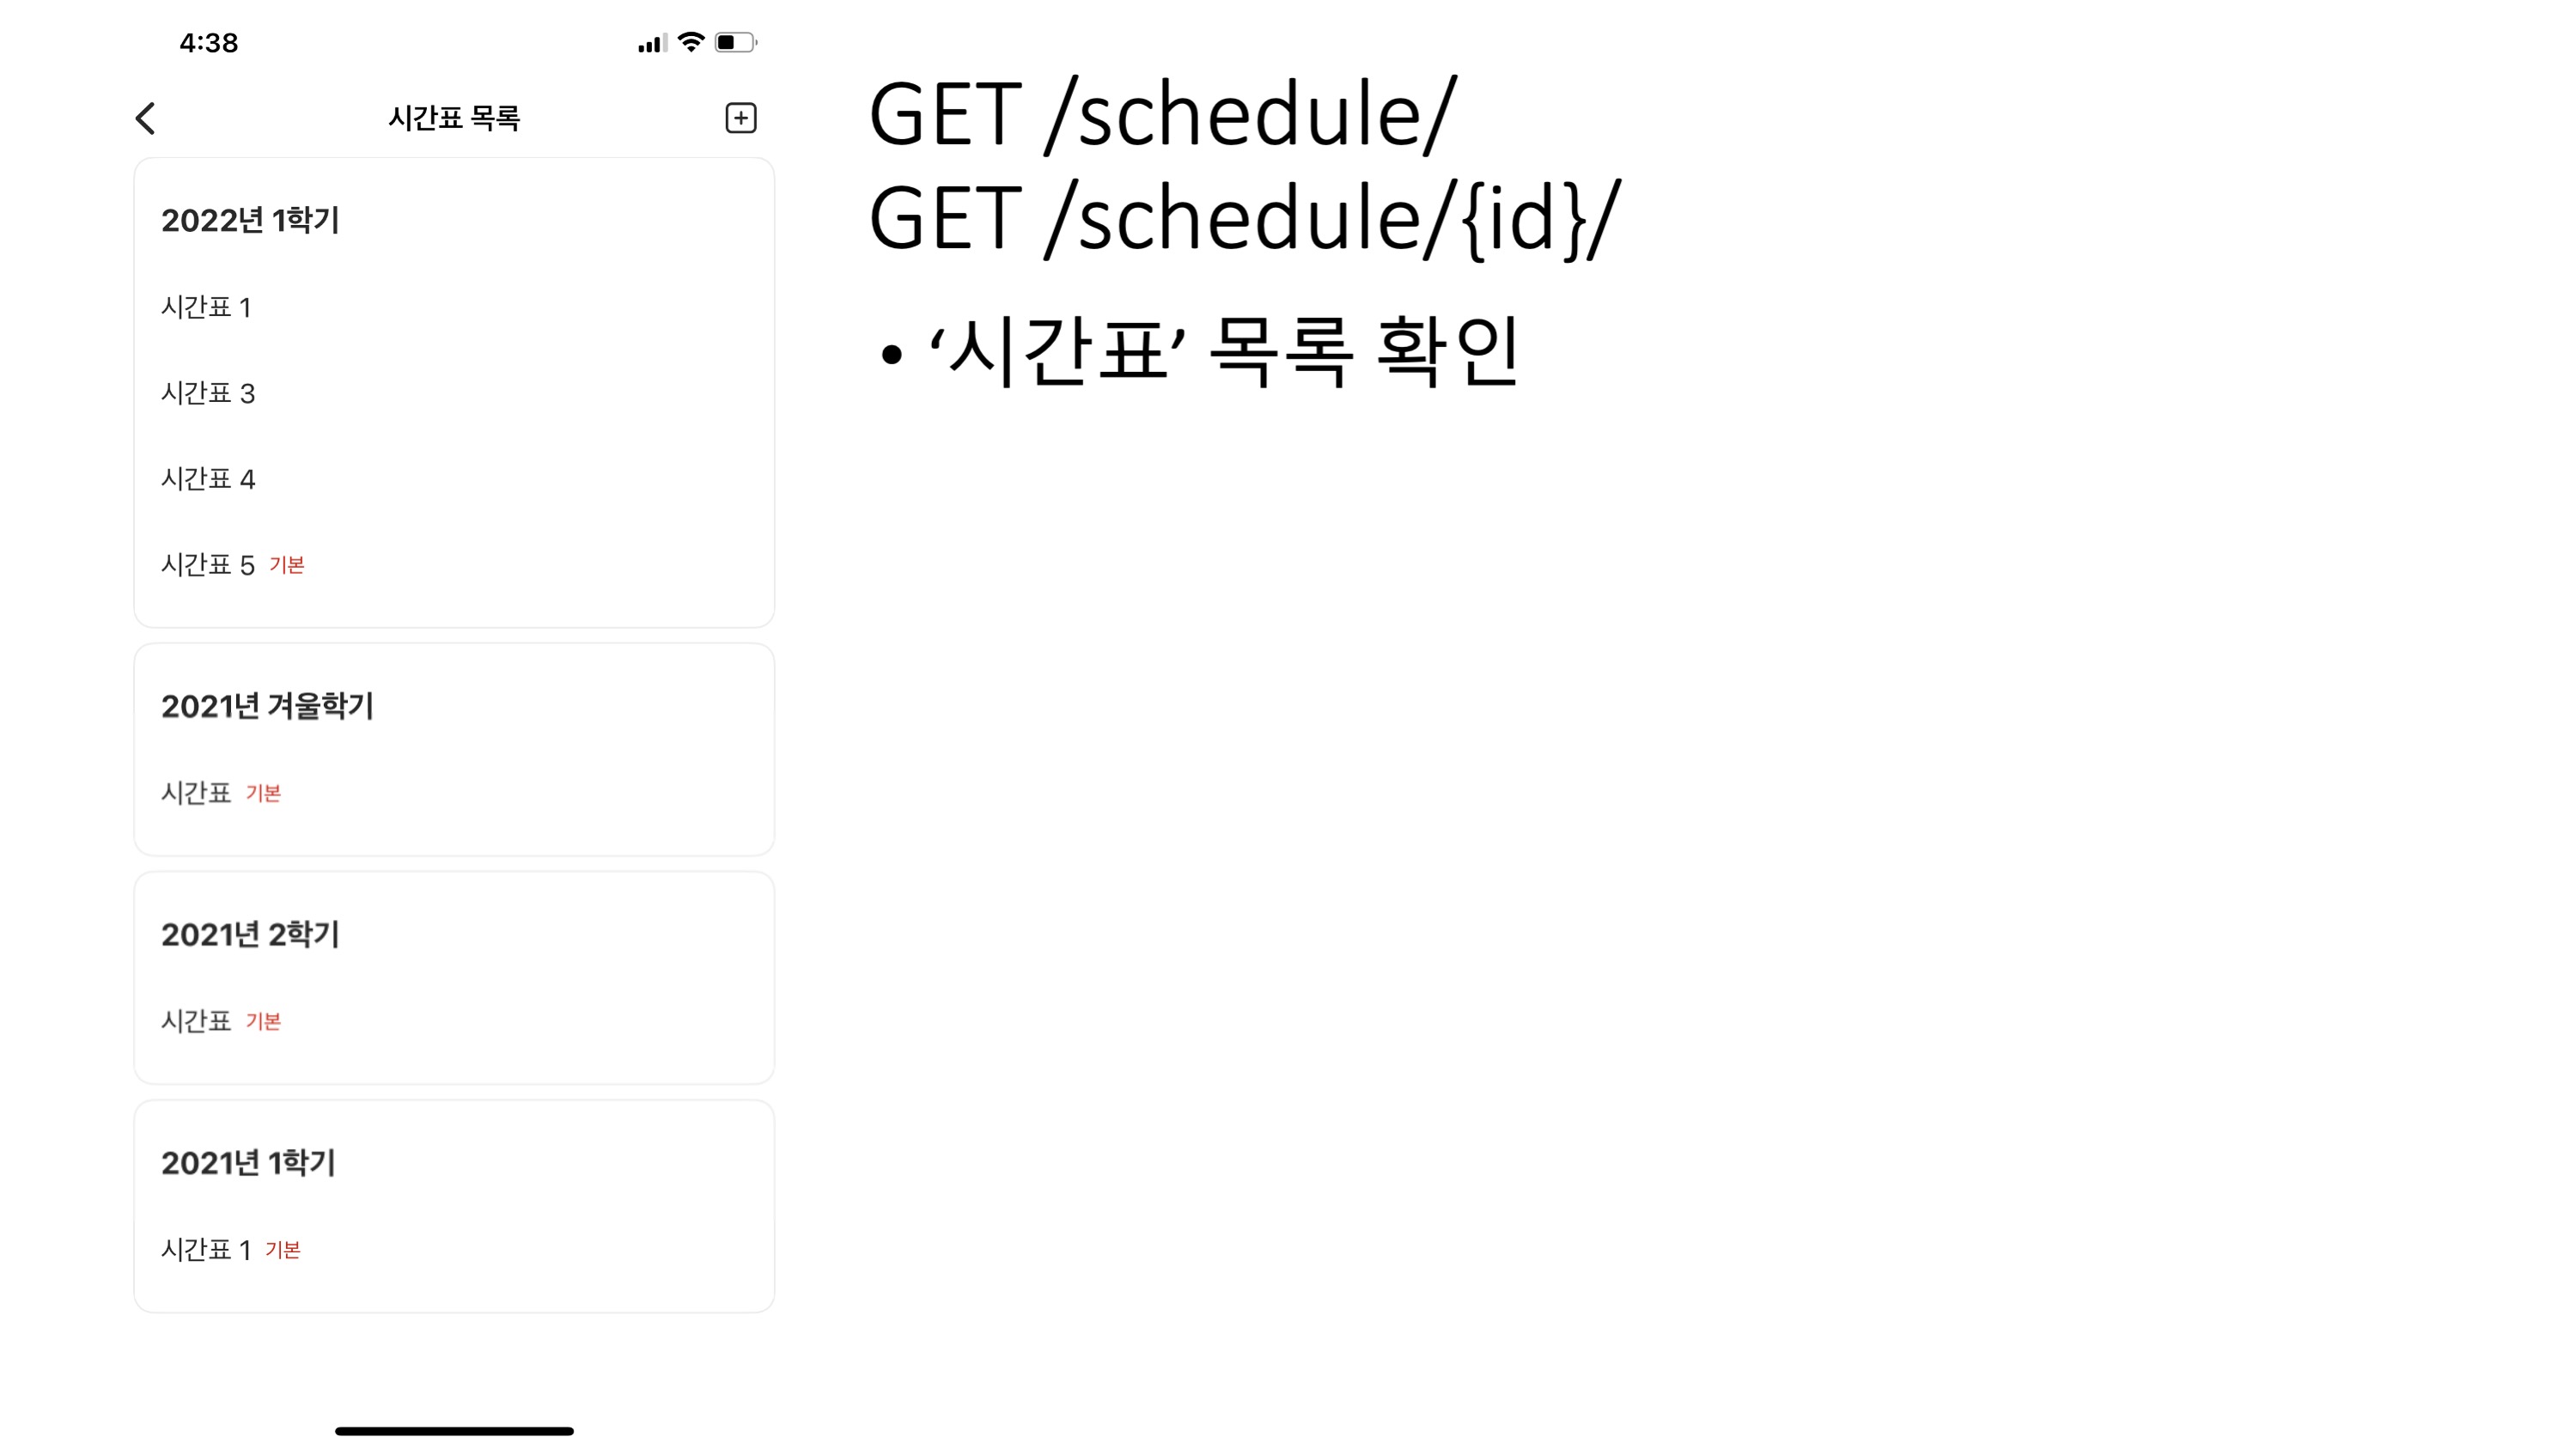 4:38
시간표 목록
2022년 1학기
시간표 1
시간표 3
시간표 4
시간표 5 기본
2021년 겨울학기
시간표 기본
2021년 2학기
시간표 기본
2021년 1학기
시간표 1 기본
GET /schedule/
GET /schedule/{id}/
• ‘시간표’ 목록 확인